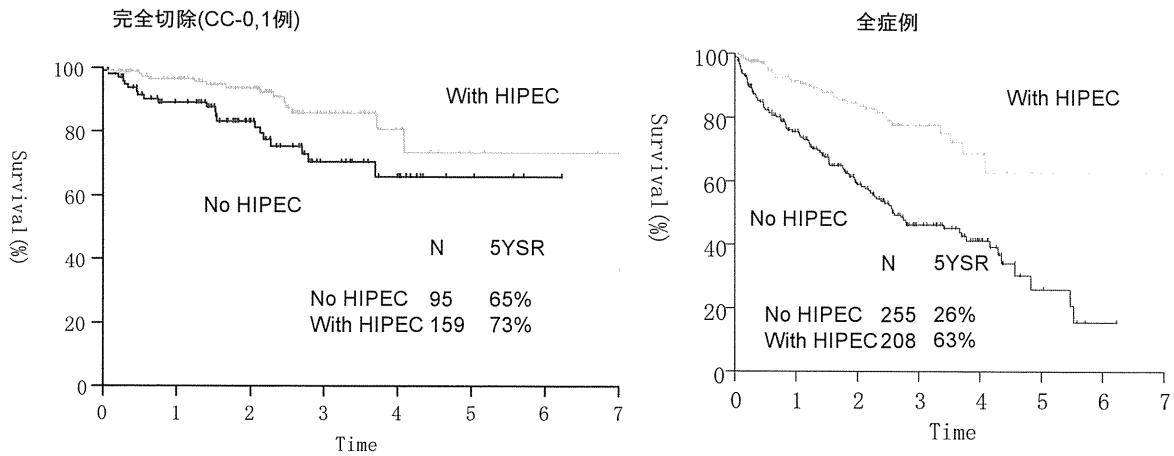 完全切除(CC-0,1例)
100
80
60
40
20
0
Survival (%)
With HIPEC
No HIPEC
N 5YSR
No HIPEC 95 65%
With HIPEC 159 73%
0 1 2 3 4 5 6 7
Time
全症例
100
80
60
40
20
0
Survival (%)
With HIPEC
No HIPEC
N 5YSR
No HIPEC 255 26%
With HIPEC 208 63%
0 1 2 3 4 5 6 7
Time